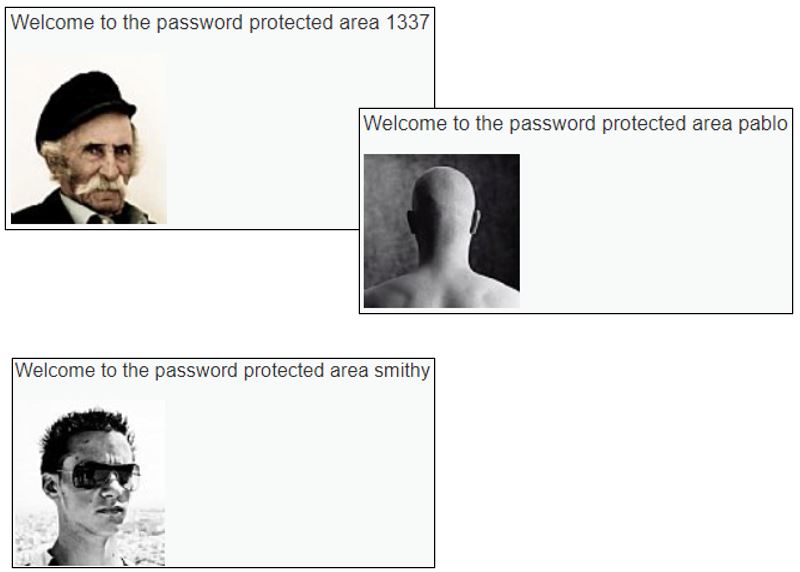 Welcome to the password protected area 1337
Welcome to the password protected area pablo
Welcome to the password protected area smithy